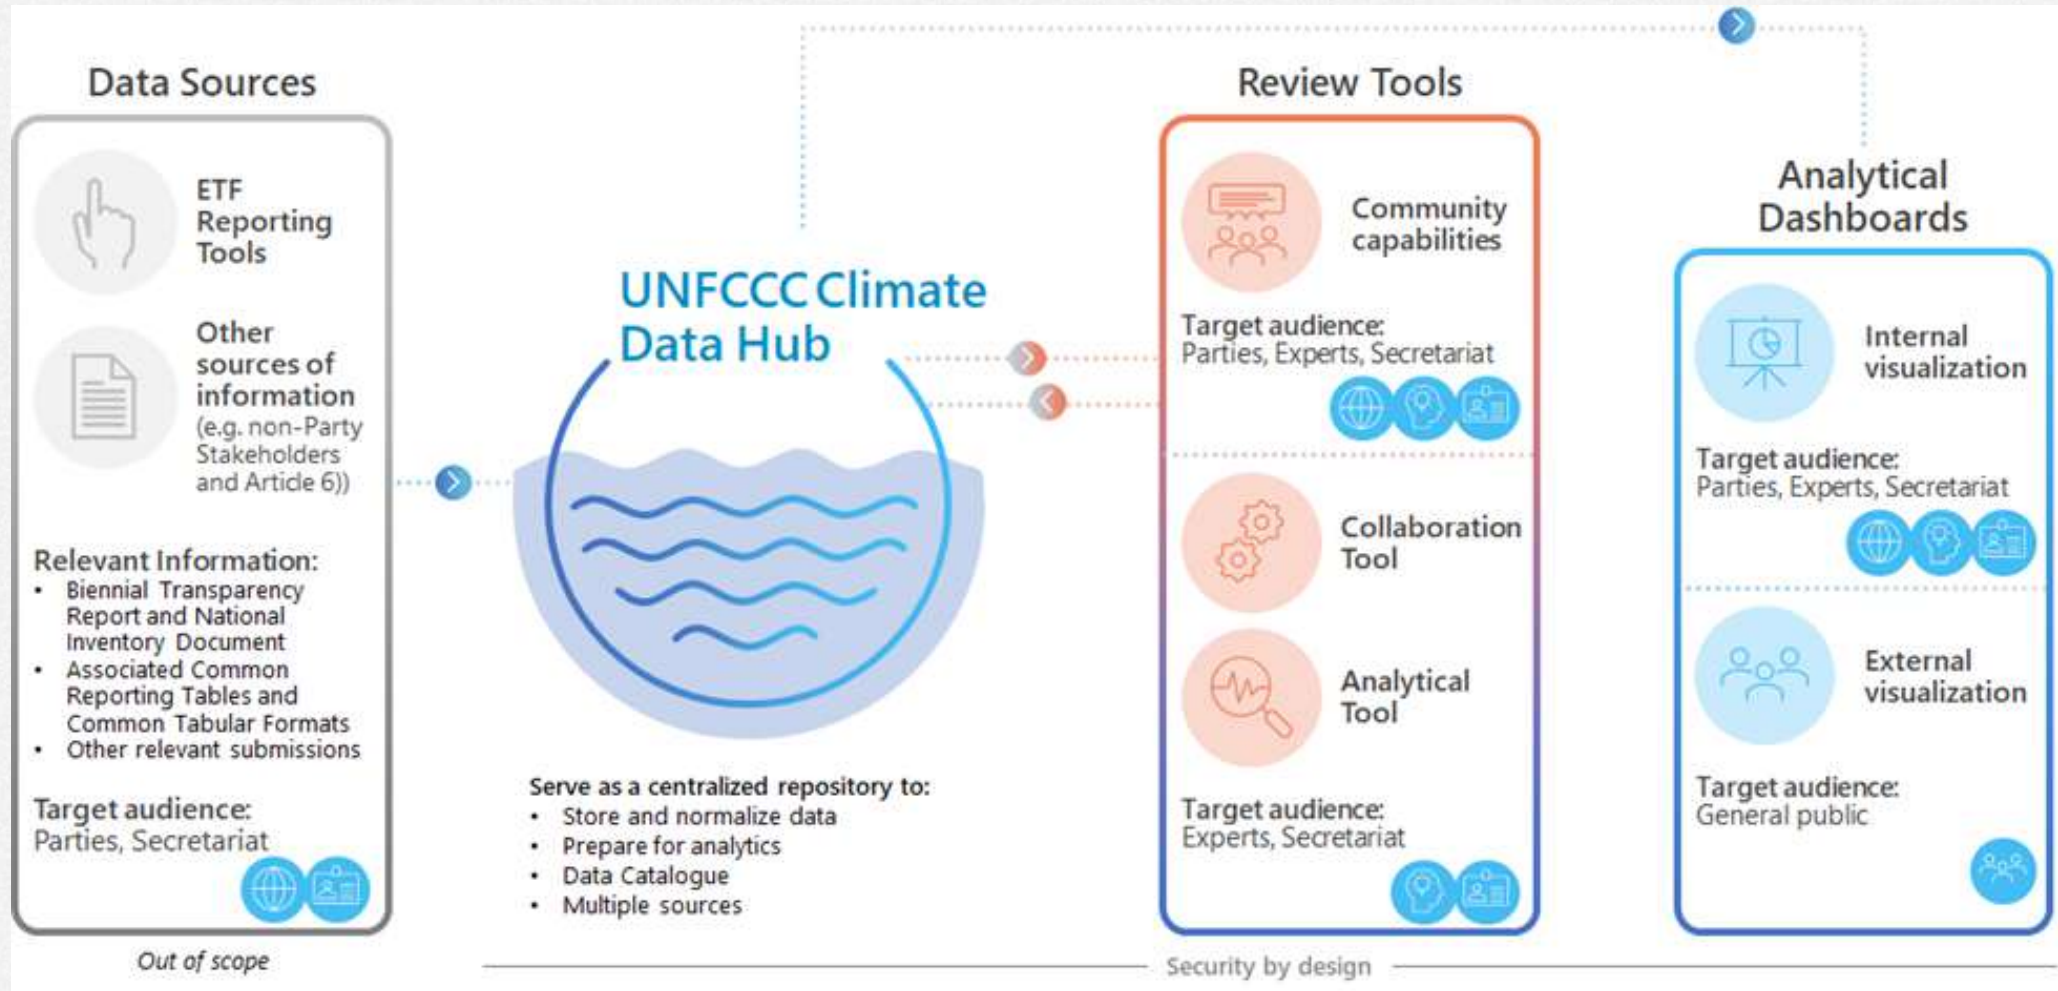 Data Sources
ETF
Reporting
Tools
Other
sources of
information
(e.g. non-Party
Stakeholders
and Article 6))
Relevant Information:
• Biennial Transparency
Report and National
Inventory Document
• Associated Common
Reporting Tables and
Common Tabular Formats
• Other relevant submissions
Target audience:
Parties, Secretariat
Out of scope
UNFCCC Climate
Data Hub
Serve as a centralized repository to:
• Store and normalize data
• Prepare for analytics
• Data Catalogue
• Multiple sources
Review Tools
Community
capabilities
Target audience:
Parties, Experts, Secretariat
Collaboration
Tool
Analytical
Tool
Target audience:
Experts, Secretariat
Analytical
Dashboards
Internal
visualization
Target audience:
Parties, Experts, Secretariat
External
visualization
Target audience:
General public
Security by design